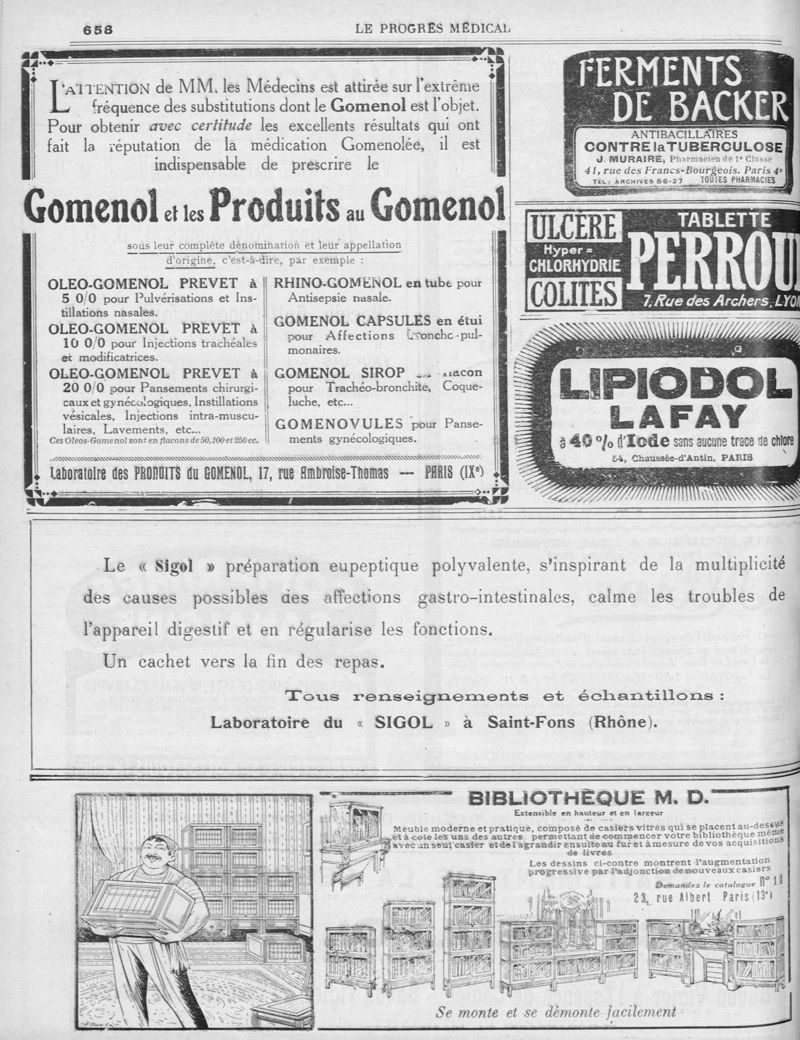 658
LE PROGRÈS MÉDICAL
L'ATTENTION de MM. les Médecins est attirée sur l'extrême
fréquence des substitutions dont le Gomenol est l'objet.
Pour obtenir avec certitude les excellents résultats qui ont
fait la réputation de la médication Gomenolée, il est
indispensable de prescrire le
Gomenol et les Produits au Gomenol
sous leur complète dénomination et leur appellation
d'origine, c'est-à-dire, par exemple :
OLEO-GOMENOL PREVET à
5 0/0 pour Pulvérisations et Ins-
tillations nasales.
OLEO-GOMENOL PREVET à
10 0/0 pour Injections trachéales
et modificatrices.
OLEO-GOMENOL PREVET à
20 0/0 pour Pansements chirurgi-
caux et gynécologiques, Instillations
vésicales, Injections intra-muscu-
laires, Lavements, etc...
Ces Oleos-Gomenol sont en flacons de 50, 100 et 250 cc.
RHINO-GOMENOL en tube pour
Antisepsie nasale.
GOMENOL CAPSULES en étui
pour Affections broncho-pul-
monaires.
GOMENOL SIROP
pour Trachéo-bronchite, Coque-
luche, etc...
GOMENOVULES pour Panse-
ments gynécologiques.
Laboratoire des PRODUITS du GOMENOL, 17, rue Ambroise-Thomas — PARIS (IXe)
FERMENTS
DE BACKER
ANTIBACILLAIRES
CONTRE la TUBERCULOSE
J. MURAIRE, Pharmacien de 1e Classe
41, rue des Francs-Bourgeois. Paris 4e
TÉL: ARCHIVES 56-27 TOUTES PHARMACIES
ULCÈRE
Hyper=
CHLORHYDRIE
COLITES
TABLETTE
PERROU
7, Rue des Archers, LYON
LIPIODOL
LAFAY
à 40 % d'Iode sans aucune trace de chlore
54, Chaussée-d'Antin, PARIS
Le « Sigol » préparation eupeptique polyvalente, s'inspirant de la multiplicité
des causes possibles des affections gastro-intestinales, calme les troubles de
l'appareil digestif et en régularise les fonctions.
Un cachet vers la fin des repas.
Tous renseignements et échantillons :
Laboratoire du « SIGOL » à Saint-Fons (Rhône).
BIBLIOTHÈQUE M. D.
Extensible en hauteur et en largeur
Meuble moderne et pratique, composé de casiers vitrés qui se placent au-dessus
et à coté les uns des autres permettant de commencer votre bibliothèque même
avec un seul casier et de l'agrandir ensuite au fur et à mesure de vos acquisitions
de livres
Les dessins ci-contre montrent l'augmentation
progressive par l'adjonction de nouveaux casiers
Demandez le catalogue N° 11
23, rue Albert Paris (13e)
Se monte et se démonte facilement